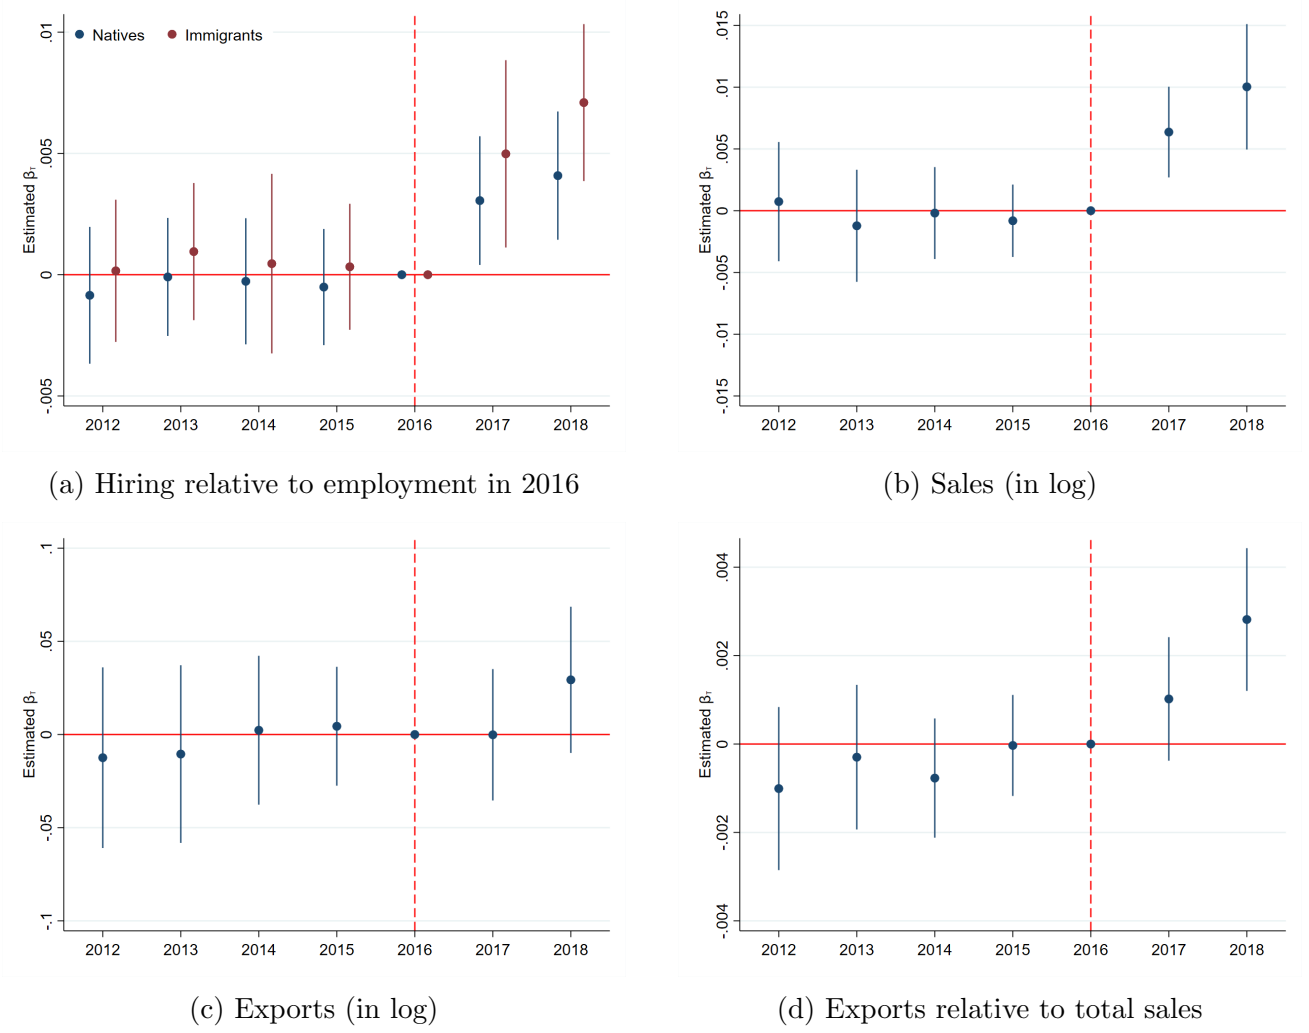 Natives Immigrants
Estimated βτ
.01
.005
0
-.005
2012 2013 2014 2015 2016 2017 2018
(a) Hiring relative to employment in 2016
Estimated βτ
.015
.01
.005
0
-.005
-.01
-.015
2012 2013 2014 2015 2016 2017 2018
(b) Sales (in log)
Estimated βτ
.1
.05
0
-.05
-.1
2012 2013 2014 2015 2016 2017 2018
(c) Exports (in log)
Estimated βτ
.004
.002
0
-.002
-.004
2012 2013 2014 2015 2016 2017 2018
(d) Exports relative to total sales